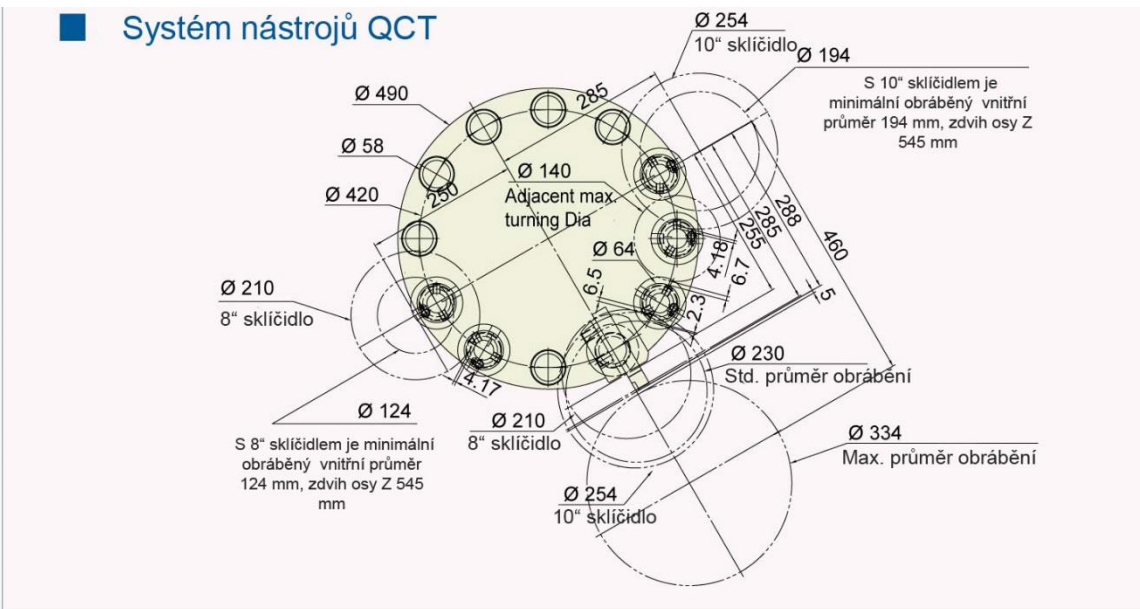 Systém nástrojů QCT
Ø 254
10“ sklíčidlo
Ø 194
S 10“ sklíčidlem je
minimální obráběný vnitřní
průměr 194 mm, zdvih osy Z
545 mm
Ø 490
285
Ø 58
Ø 140
Adjacent max.
turning Dia
Ø 420
250
288
285
255
460
Ø 64
4.18
6.7
6.5
2.3
5
Ø 210
8“ sklíčidlo
Ø 230
Std. průměr obrábění
4.17
Ø 124
S 8“ sklíčidlem je minimální
obráběný vnitřní průměr
124 mm, zdvih osy Z 545
mm
Ø 210
8“ sklíčidlo
Ø 334
Max. průměr obrábění
Ø 254
10“ sklíčidlo